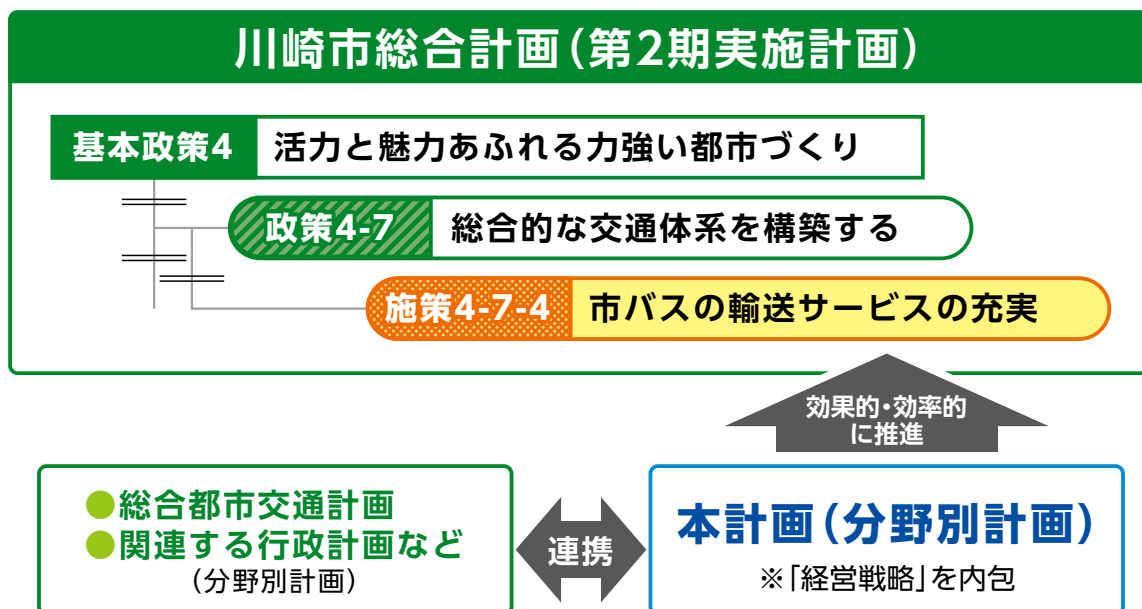 川崎市総合計画(第2期実施計画)
基本政策4 活力と魅力あふれる力強い都市づくり
政策4-7 総合的な交通体系を構築する
施策4-7-4 市バスの輸送サービスの充実
効果的・効率的
に推進
●総合都市交通計画
●関連する行政計画など
(分野別計画)
連携
本計画(分野別計画)
※「経営戦略」を内包